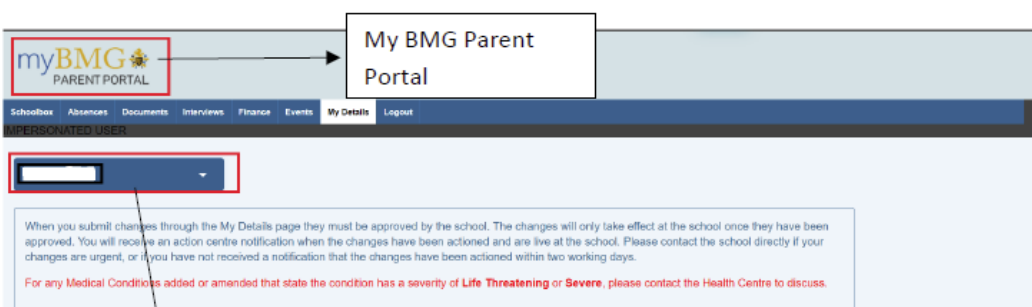 myBMG
PARENT PORTAL
My BMG Parent
Portal
Schoolbox Absences Documents Interviews Finance Events My Details Logout
IMPERSONATED USER
When you submit changes through the My Details page they must be approved by the school. The changes will only take effect at the school once they have been
approved. You will receive an action centre notification when the changes have been actioned and are live at the school. Please contact the school directly if your
changes are urgent, or if you have not received a notification that the changes have been actioned within two working days.
For any Medical Conditions added or amended that state the condition has a severity of Life Threatening or Severe, please contact the Health Centre to discuss.